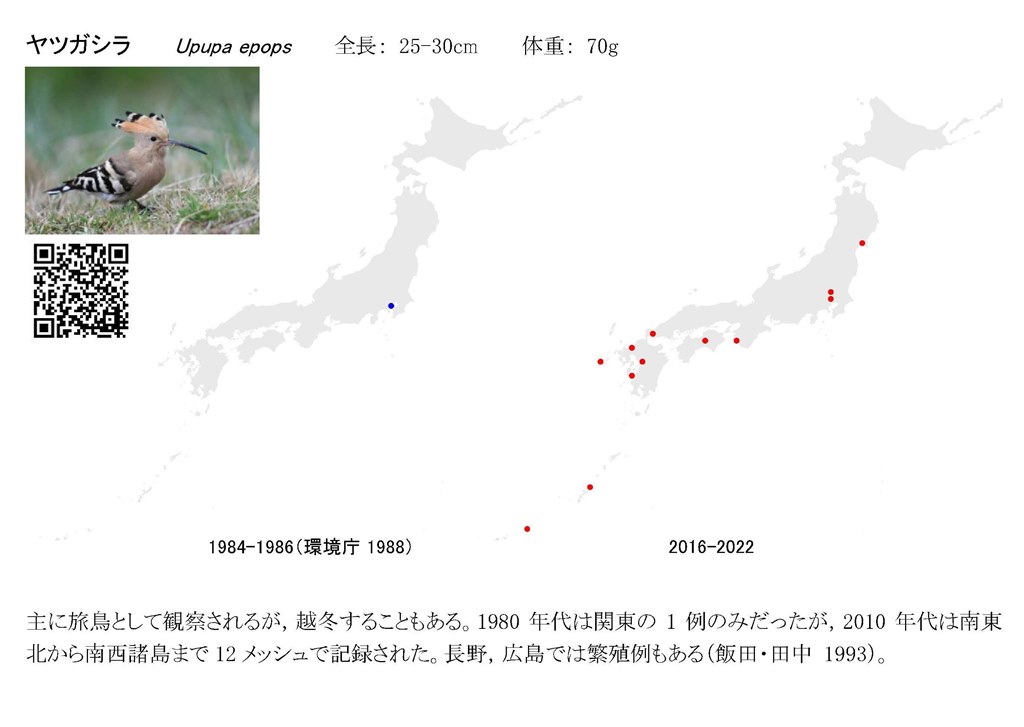 ヤツガシラ Upupa epops 全長： 25-30cm 体重： 70g
1984-1986（環境庁 1988） 2016-2022
主に旅鳥として観察されるが，越冬することもある。1980 年代は関東の 1 例のみだったが，2010 年代は南東
北から南西諸島まで 12 メッシュで記録された。長野，広島では繁殖例もある（飯田・田中 1993）。